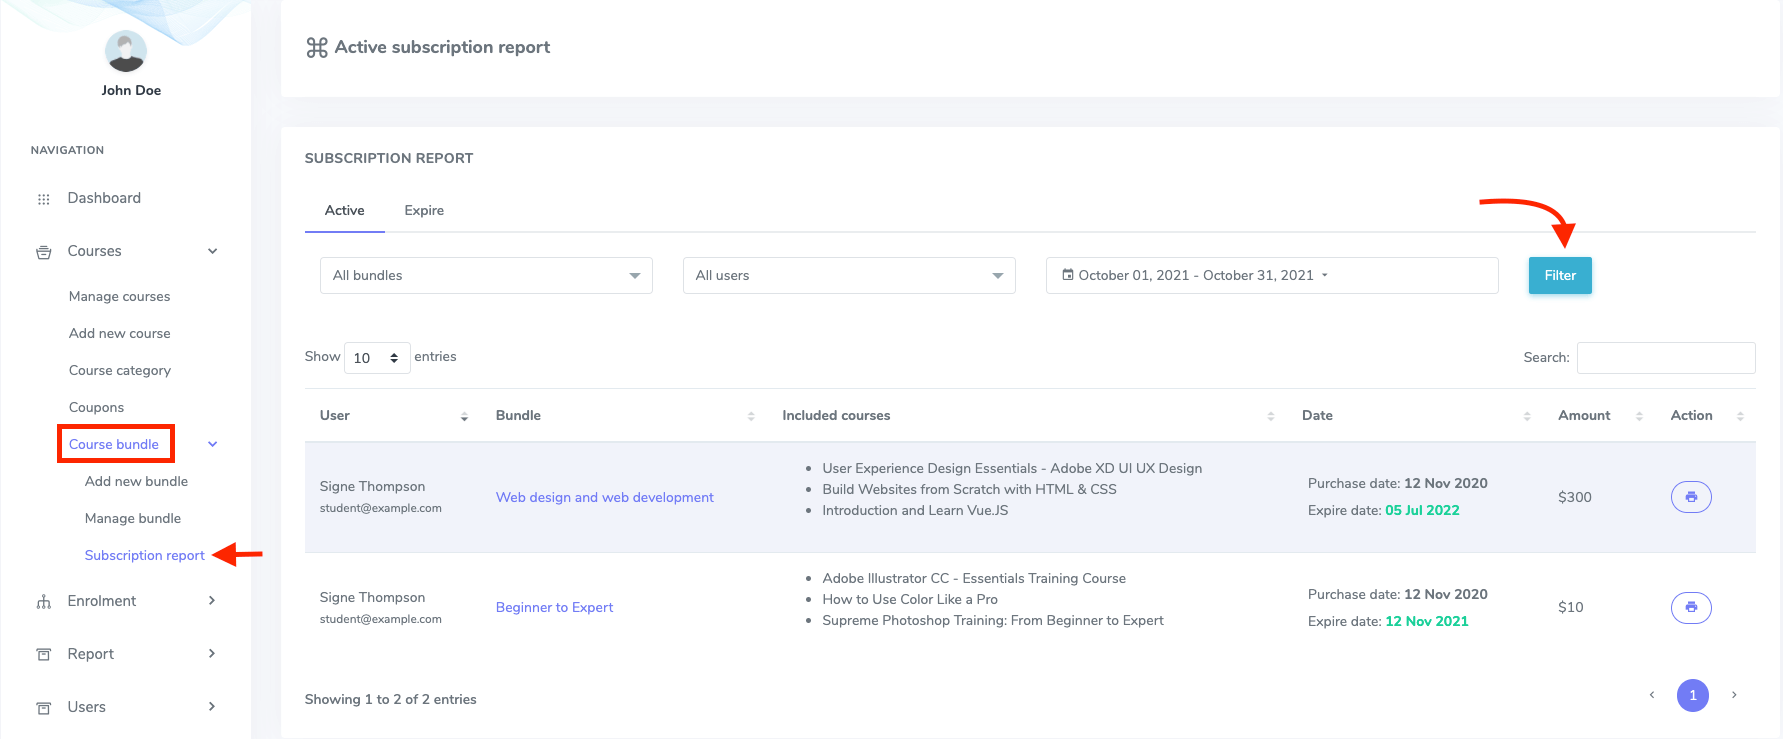 John Doe
NAVIGATION
Dashboard
Courses
Manage courses
Add new course
Course category
Coupons
Course bundle
Add new bundle
Manage bundle
Subscription report
Enrolment
Report
Users
Active subscription report
SUBSCRIPTION REPORT
Active Expire
All bundles All users October 01, 2021 - October 31, 2021 Filter
Show 10 entries Search:
User Bundle Included courses Date Amount Action
Signe Thompson
student@example.com
Web design and web development
User Experience Design Essentials - Adobe XD UI UX Design
Build Websites from Scratch with HTML & CSS
Introduction and Learn Vue.JS
Purchase date: 12 Nov 2020
Expire date: 05 Jul 2022
$300
Signe Thompson
student@example.com
Beginner to Expert
Adobe Illustrator CC - Essentials Training Course
How to Use Color Like a Pro
Supreme Photoshop Training: From Beginner to Expert
Purchase date: 12 Nov 2020
Expire date: 12 Nov 2021
$10
Showing 1 to 2 of 2 entries
1